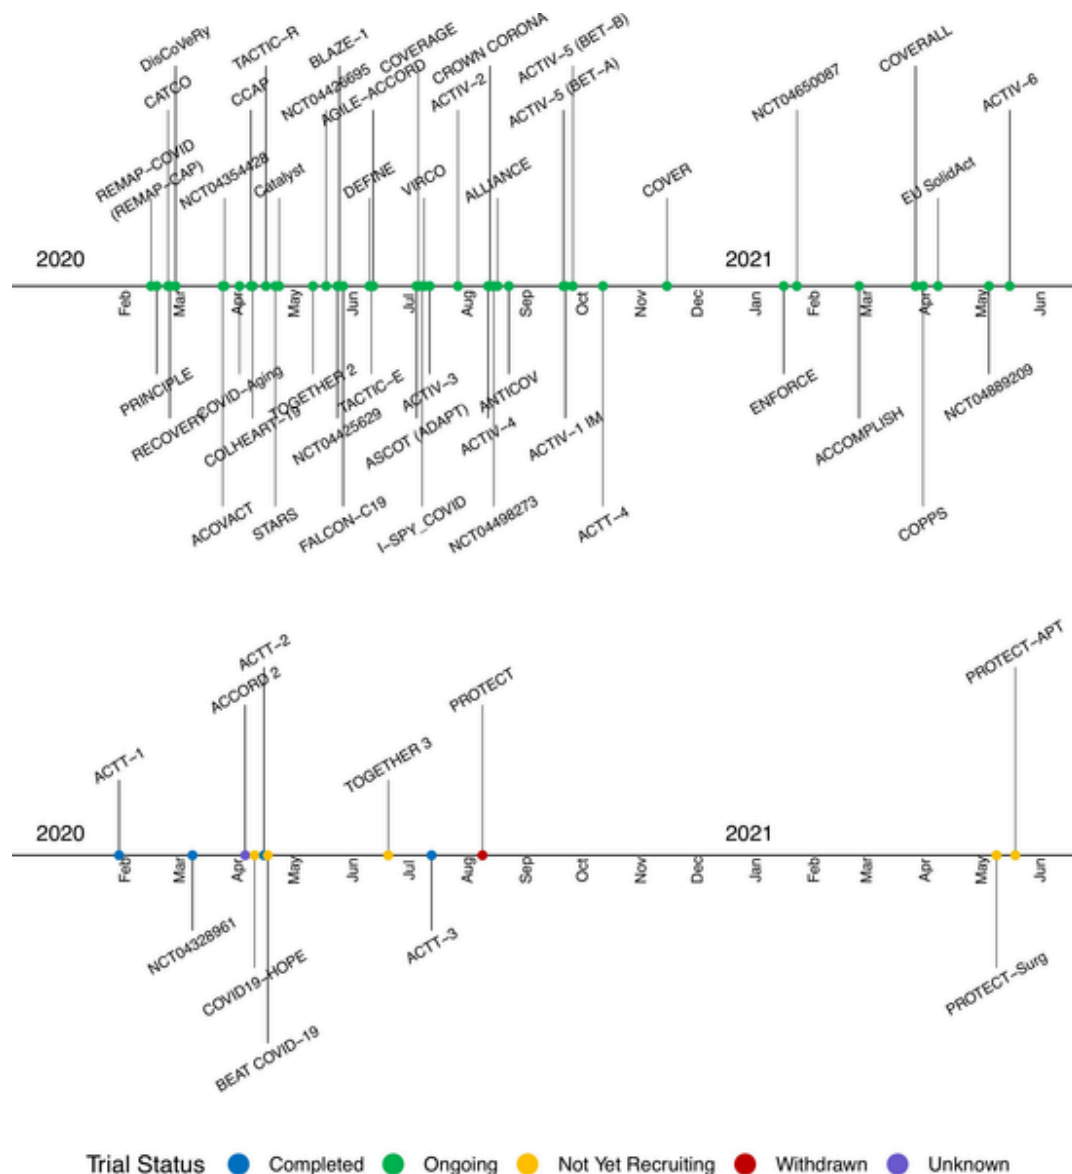 DisCoVeRy
TACTIC-R
BLAZE-1
COVERAGE
CROWN CORONA
ACTIV-5 (BET-B)
COVERALL
CATCO
CCAP
NCT04426695
AGILE-ACCORD
ACTIV-2
ACTIV-5 (BET-A)
NCT04650087
ACTIV-6
REMAP-COVID
(REMAP-CAP)
NCT04354428
Catalyst
DEFINE
VIRCO
ALLIANCE
COVER
EU SolidAct
2020
2021
Feb
Mar
Apr
May
Jun
Jul
Aug
Sep
Oct
Nov
Dec
Jan
Feb
Mar
Apr
May
Jun
PRINCIPLE
COVID-Aging
TOGETHER 2
TACTIC-E
ACTIV-3
ANTICOV
ENFORCE
NCT04889209
RECOVERY
COLHEART-19
NCT04425629
ASCOT (ADAPT)
ACTIV-4
ACTIV-1 IM
ACCOMPLISH
ACOVACT
STARS
FALCON-C19
I-SPY_COVID
NCT04498273
ACTT-4
COPPS
ACTT-2
PROTECT-APT
ACCORD 2
PROTECT
ACTT-1
TOGETHER 3
2020
2021
Feb
Mar
Apr
May
Jun
Jul
Aug
Sep
Oct
Nov
Dec
Jan
Feb
Mar
Apr
May
Jun
NCT04328961
ACTT-3
COVID19-HOPE
PROTECT-Surg
BEAT COVID-19
Trial Status
Completed
Ongoing
Not Yet Recruiting
Withdrawn
Unknown